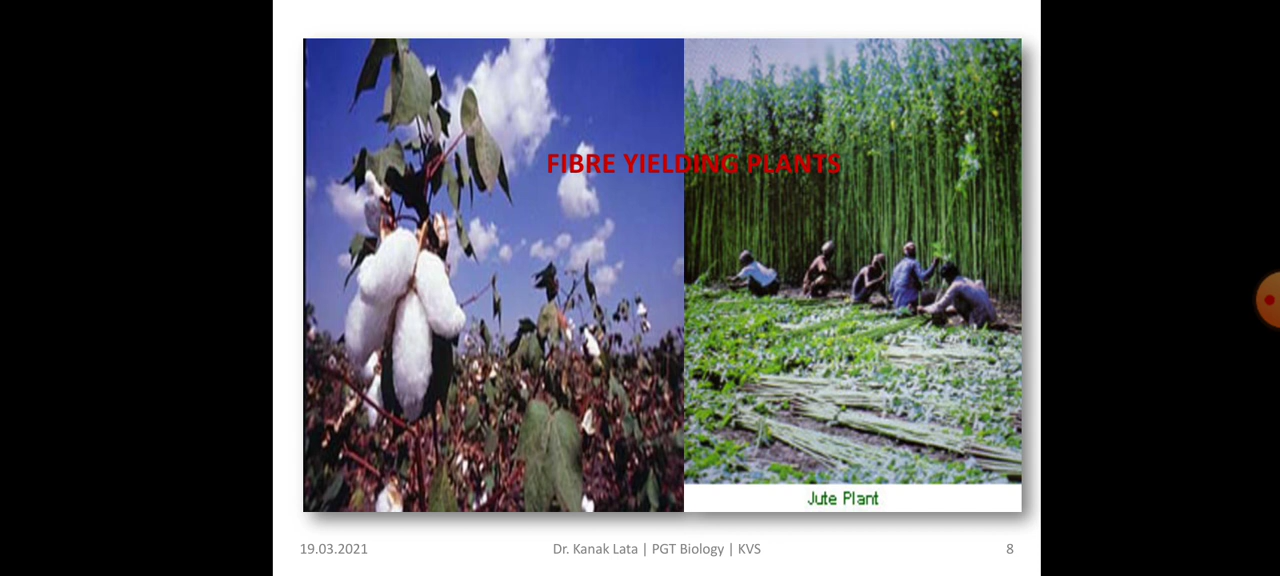 FIBRE YIELDING PLANTS
Jute Plant
19.03.2021
Dr. Kanak Lata | PGT Biology | KVS
8